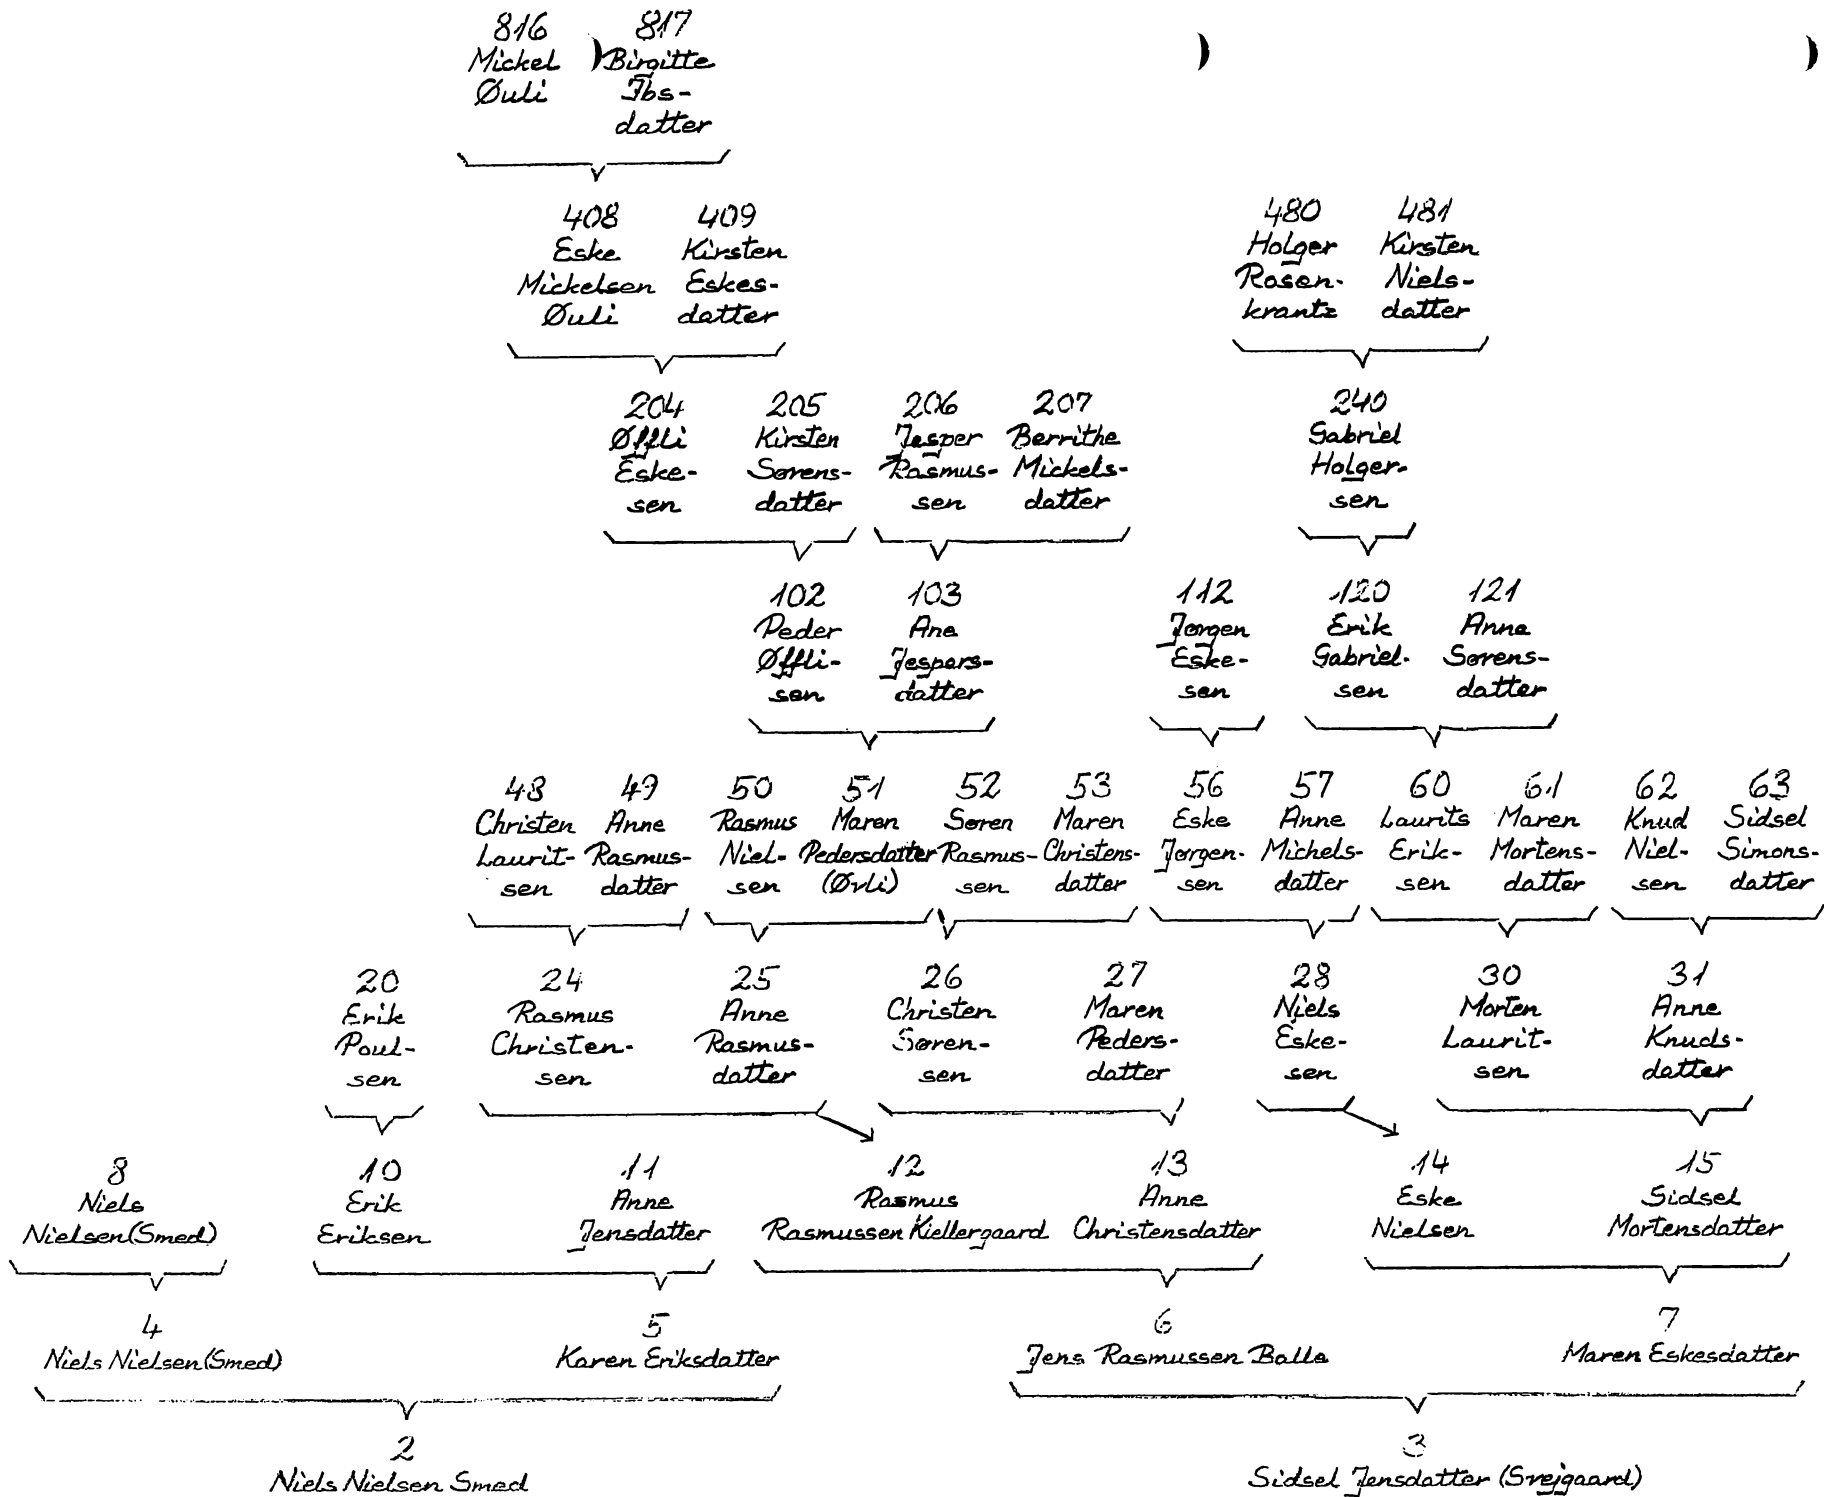 816 817
Mickel Birgitte
Øuli Ibs-
datter
408 409 480 481
Eske Kirsten Holger Kirsten
Mickelsen Eskes- Rosen- Niels-
Øuli datter krantz datter
204 205 206 207 240
Øffli Kirsten Jesper Berrithe Gabriel
Eske- Sørens- Rasmus- Mickels- Holger-
sen datter sen datter sen
102 103 112 120 121
Peder Ane Jørgen Erik Anne
Øffli- Jespers- Eske- Gabriel- Sørens-
sen datter sen sen datter
48 49 50 51 52 53 56 57 60 61 62 63
Christen Anne Rasmus Maren Søren Maren Eske Anne Laurits Maren Knud Sidsel
Laurit- Rasmus- Niel- Pedersdatter Rasmus- Christens- Jørgen- Michels- Erik- Mortens- Niel- Simons-
sen datter sen (Øvli) sen datter sen datter sen datter sen datter
20 24 25 26 27 28 30 31
Erik Rasmus Anne Christen Maren Niels Morten Anne
Poul- Christen- Rasmus- Søren- Peders- Eske- Laurit- Knuds-
sen sen datter sen datter sen sen datter
8 10 11 12 13 14 15
Niels Erik Anne Rasmus Anne Eske Sidsel
Nielsen (Smed) Eriksen Jensdatter Rasmussen Kiellergaard Christensdatter Nielsen Mortensdatter
4 5 6 7
Niels Nielsen (Smed) Karen Eriksdatter Jens Rasmussen Balle Maren Eskesdatter
2 3
Niels Nielsen Smed Sidsel Jensdatter (Svejgaard)